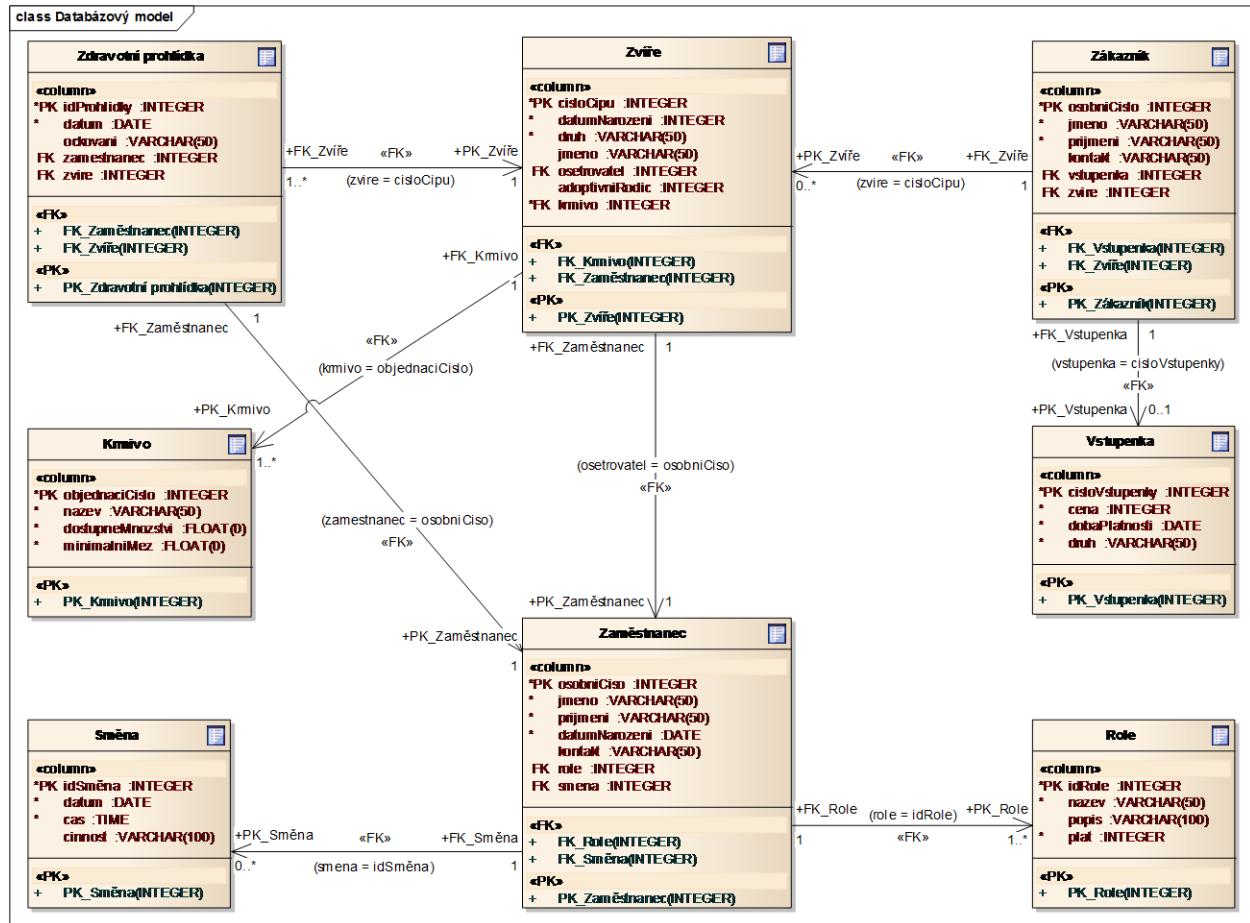 class Databázový model
Zdravotní prohlídka
«column»
*PK idProhlidky :INTEGER
* datum :DATE
ockovani :VARCHAR(50)
FK zamestnanec :INTEGER
FK zvire :INTEGER
«FK»
+ FK_Zaměstnanec(INTEGER)
+ FK_Zvíře(INTEGER)
«PK»
+ PK_Zdravotní prohlídka(INTEGER)
+FK_Zvíře
«FK»
+PK_Zvíře
1..*
(zvire = cisloCipu)
1
Zvíře
«column»
*PK cisloCipu :INTEGER
* datumNarozeni :INTEGER
* druh :VARCHAR(50)
jmeno :VARCHAR(50)
FK osetrovatel :INTEGER
adoptivniRodic :INTEGER
*FK krmivo :INTEGER
«FK»
+ FK_Krmivo(INTEGER)
+ FK_Zaměstnanec(INTEGER)
«PK»
+ PK_Zvíře(INTEGER)
+PK_Zvíře
«FK»
+FK_Zvíře
0..*
(zvire = cisloCipu)
1
Zákazník
«column»
*PK osobniCislo :INTEGER
* jmeno :VARCHAR(50)
* prijmeni :VARCHAR(50)
kontakt :VARCHAR(50)
FK vstupenka :INTEGER
FK zvire :INTEGER
«FK»
+ FK_Vstupenka(INTEGER)
+ FK_Zvíře(INTEGER)
«PK»
+ PK_Zákazník(INTEGER)
+FK_Krmivo
1
«FK»
(krmivo = objednaciCislo)
+PK_Krmivo
1..*
+FK_Zaměstnanec
1
(zamestnanec = osobniCiso)
«FK»
+PK_Zaměstnanec
1
+FK_Zaměstnanec
1
(osetrovatel = osobniCiso)
«FK»
+PK_Zaměstnanec
1
+FK_Vstupenka
1
(vstupenka = cisloVstupenky)
«FK»
+PK_Vstupenka
0..1
Krmivo
«column»
*PK objednaciCislo :INTEGER
* nazev :VARCHAR(50)
* dostupneMnozstvi :FLOAT(0)
* minimalniMez :FLOAT(0)
«PK»
+ PK_Krmivo(INTEGER)
Vstupenka
«column»
*PK cisloVstupenky :INTEGER
* cena :INTEGER
* dobaPlatnosti :DATE
* druh :VARCHAR(50)
«PK»
+ PK_Vstupenka(INTEGER)
Směna
«column»
*PK idSměna :INTEGER
* datum :DATE
* cas :TIME
cinnost :VARCHAR(100)
«PK»
+ PK_Směna(INTEGER)
+PK_Směna
«FK»
+FK_Směna
0..*
(smena = idSměna)
1
Zaměstnanec
«column»
*PK osobniCiso :INTEGER
* jmeno :VARCHAR(50)
* prijmeni :VARCHAR(50)
* datumNarozeni :DATE
kontakt :VARCHAR(50)
FK role :INTEGER
FK smena :INTEGER
«FK»
+ FK_Role(INTEGER)
+ FK_Směna(INTEGER)
«PK»
+ PK_Zaměstnanec(INTEGER)
+FK_Role
(role = idRole)
+PK_Role
1
«FK»
1..*
Role
«column»
*PK idRole :INTEGER
* nazev :VARCHAR(50)
popis :VARCHAR(100)
* plat :INTEGER
«PK»
+ PK_Role(INTEGER)